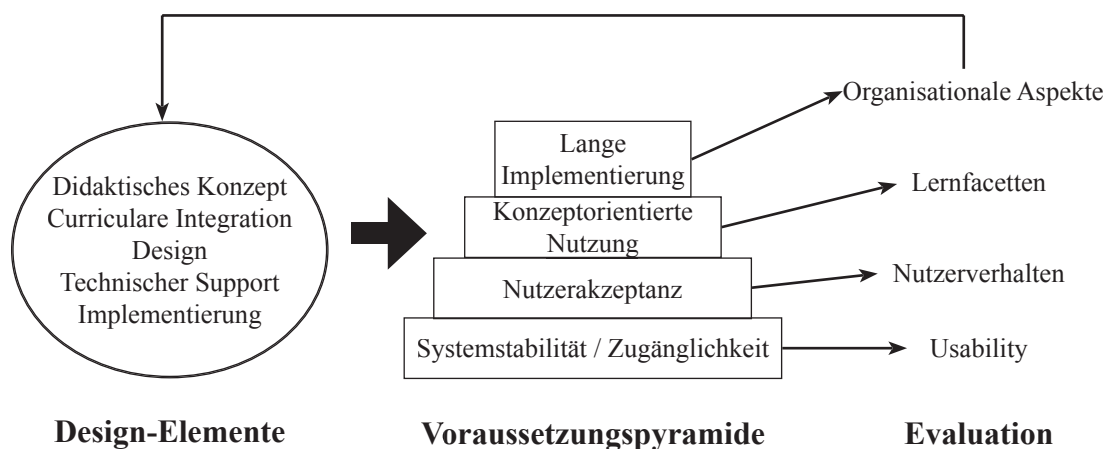 Didaktisches Konzept
Curriculare Integration
Design
Technischer Support
Implementierung
Lange
Implementierung
Konzeptorientierte
Nutzung
Nutzerakzeptanz
Systemstabilität / Zugänglichkeit
Organisationale Aspekte
Lernfacetten
Nutzerverhalten
Usability
Design-Elemente
Voraussetzungspyramide
Evaluation